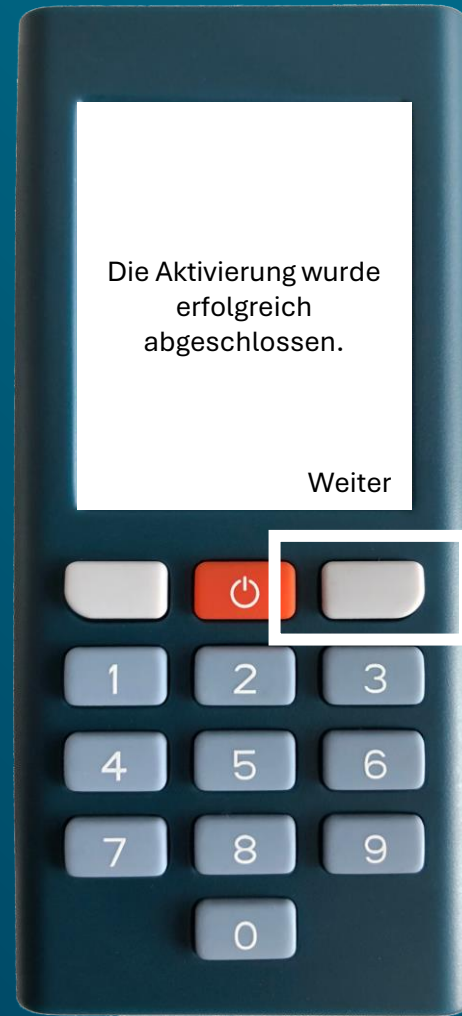 Die Aktivierung wurde
erfolgreich
abgeschlossen.
Weiter
1 2 3
4 5 6
7 8 9
0